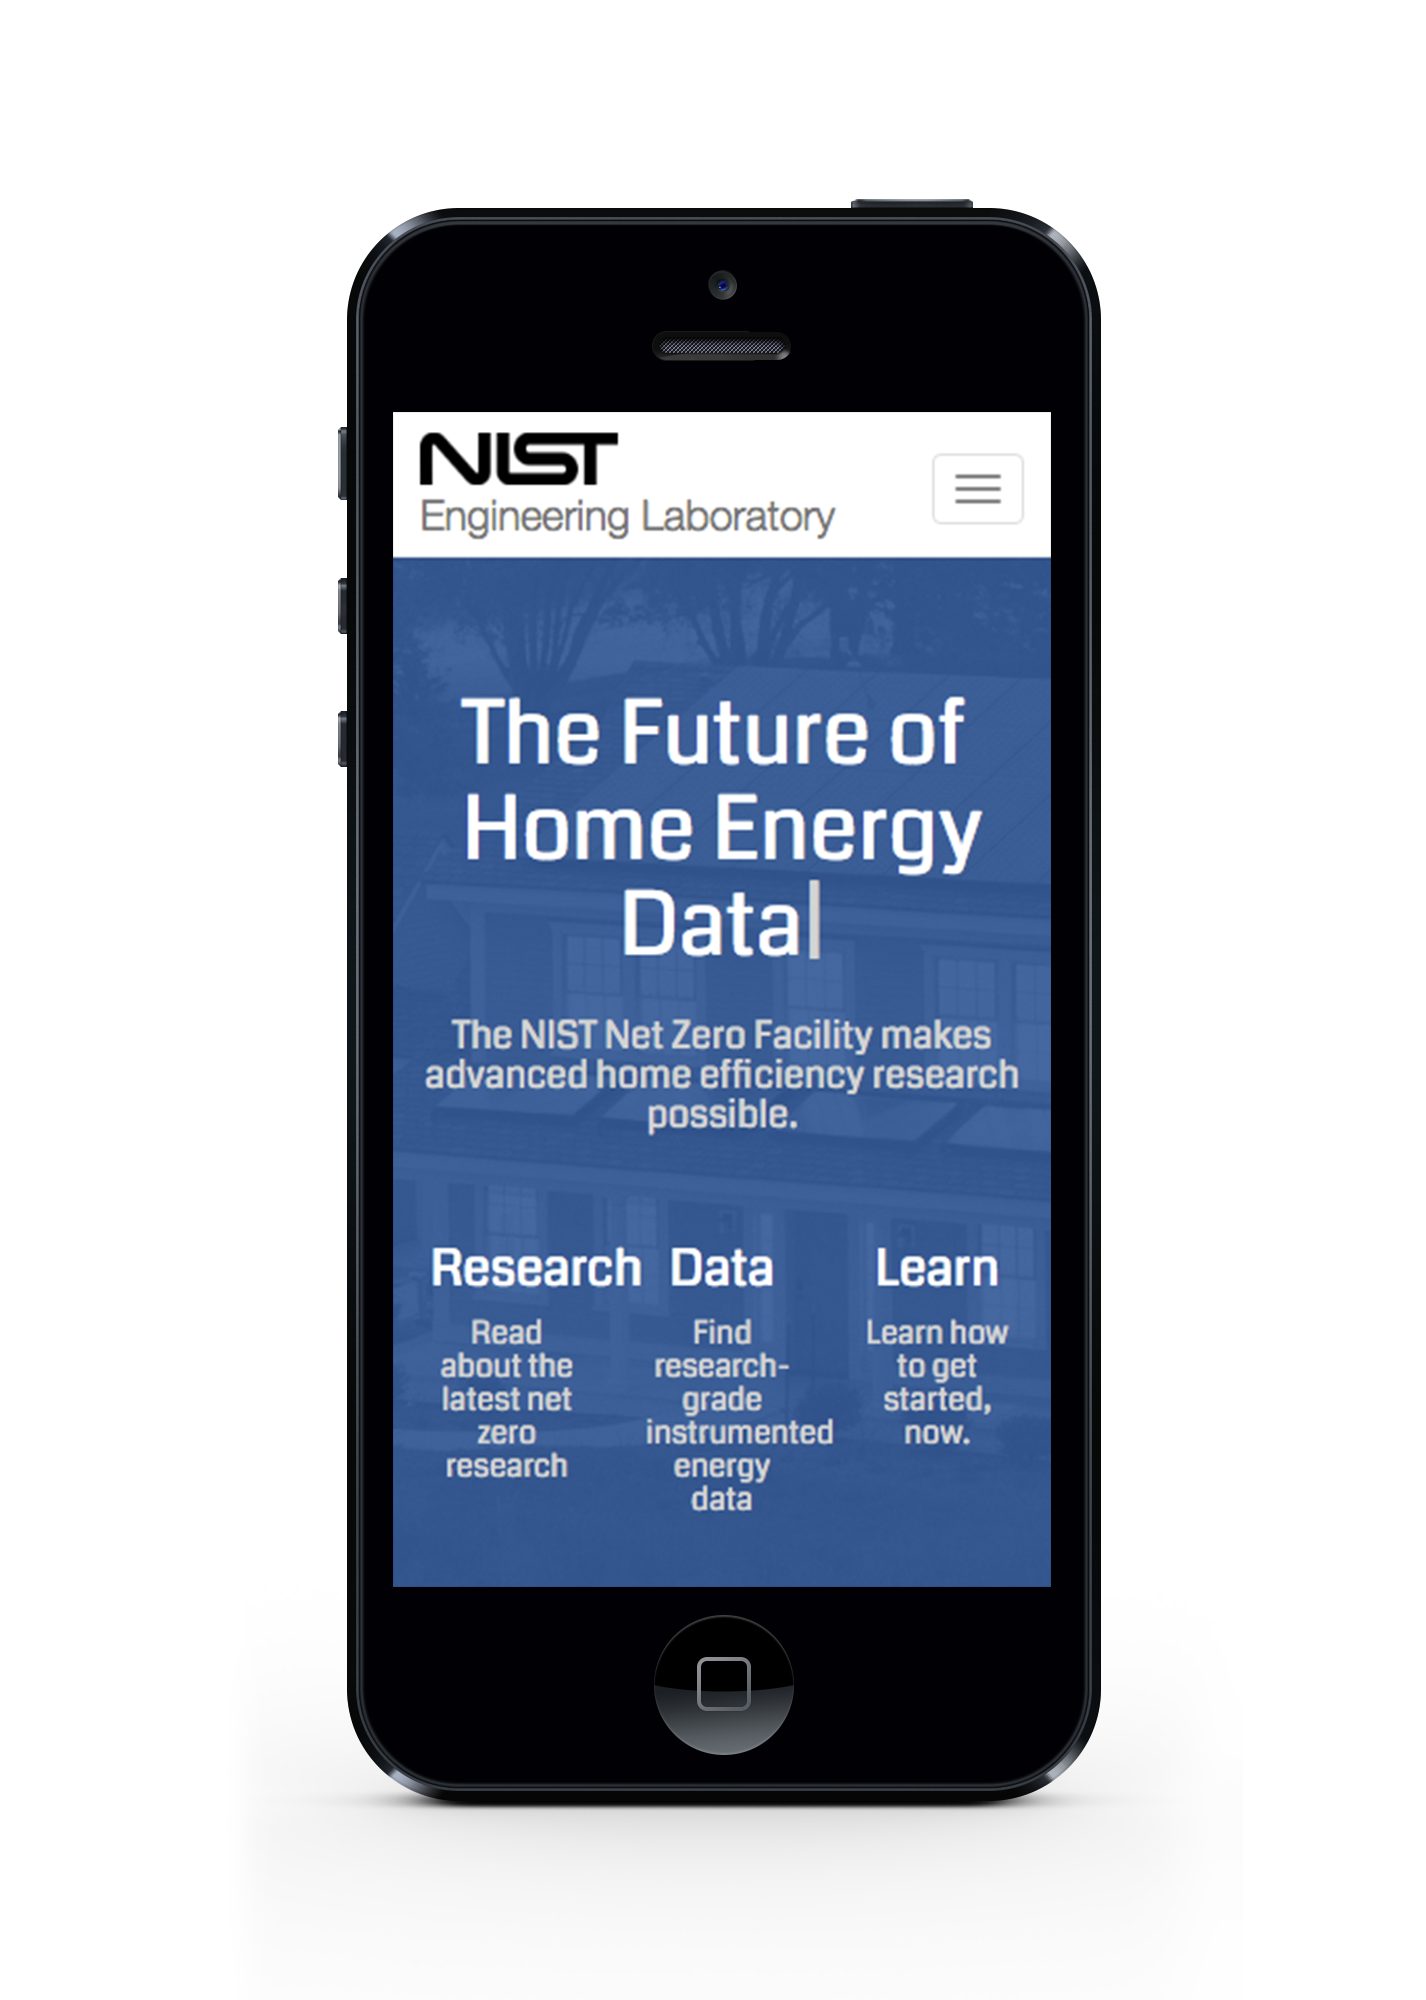 NIST
Engineering Laboratory
The Future of
Home Energy
Data
The NIST Net Zero Facility makes
advanced home efficiency research
possible.
Research
Read
about the
latest net
zero
research
Data
Find
research-
grade
instrumented
energy
data
Learn
Learn how
to get
started,
now.